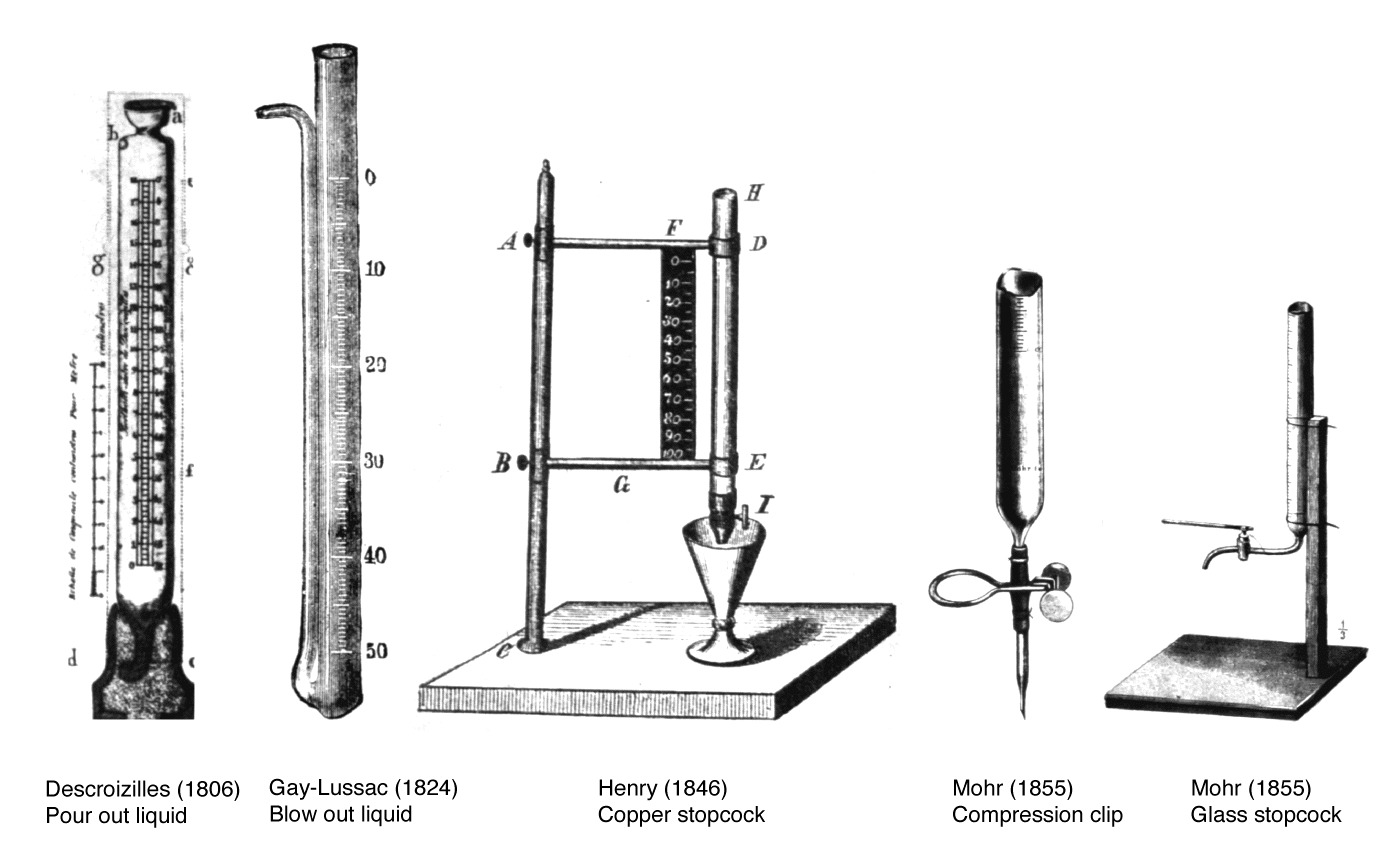 a
b
d
f
0
10
20
30
40
50
H
F
A
D
0
10
20
30
40
50
60
70
80
90
100
B
E
G
I
C
1/3
Descroizilles (1806)
Pour out liquid
Gay-Lussac (1824)
Blow out liquid
Henry (1846)
Copper stopcock
Mohr (1855)
Compression clip
Mohr (1855)
Glass stopcock